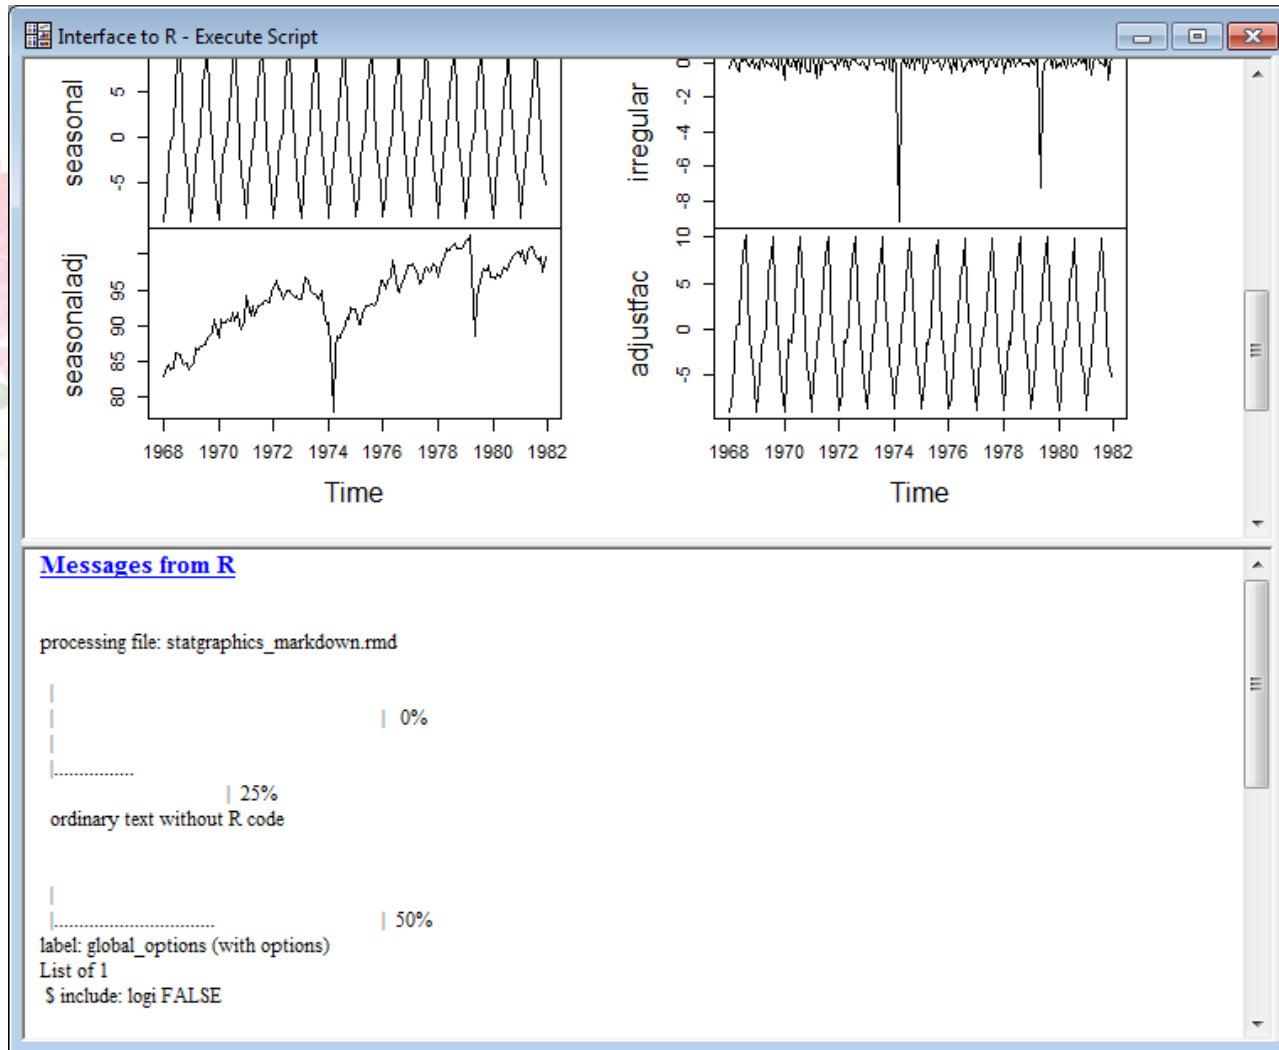 Interface to R - Execute Script
seasonal
5
0
-5
irregular
0
-2
-4
-6
-8
seasonaladj
95
90
85
80
1968 1970 1972 1974 1976 1978 1980 1982
Time
adjustfac
10
5
0
-5
1968 1970 1972 1974 1976 1978 1980 1982
Time
Messages from R
processing file: statgraphics_markdown.rmd
|
| | 0%
|
|................
| 25%
ordinary text without R code
|
|................................ | 50%
label: global_options (with options)
List of 1
$ include: logi FALSE